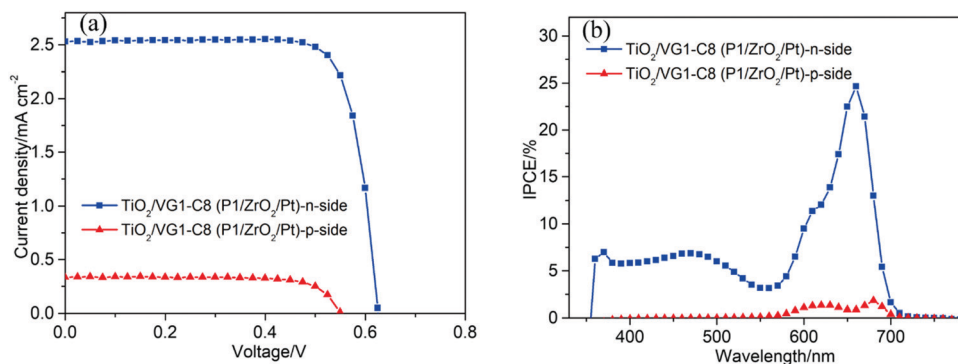 (a)
2.5
2.0
1.5
1.0
0.5
0.0
Current density/mA cm⁻²
TiO₂/VG1-C8 (P1/ZrO₂/Pt)-n-side
TiO₂/VG1-C8 (P1/ZrO₂/Pt)-p-side
0.0 0.2 0.4 0.6 0.8
Voltage/V
(b)
30
25
20
15
10
5
0
IPCE/%
TiO₂/VG1-C8 (P1/ZrO₂/Pt)-n-side
TiO₂/VG1-C8 (P1/ZrO₂/Pt)-p-side
400 500 600 700
Wavelength/nm